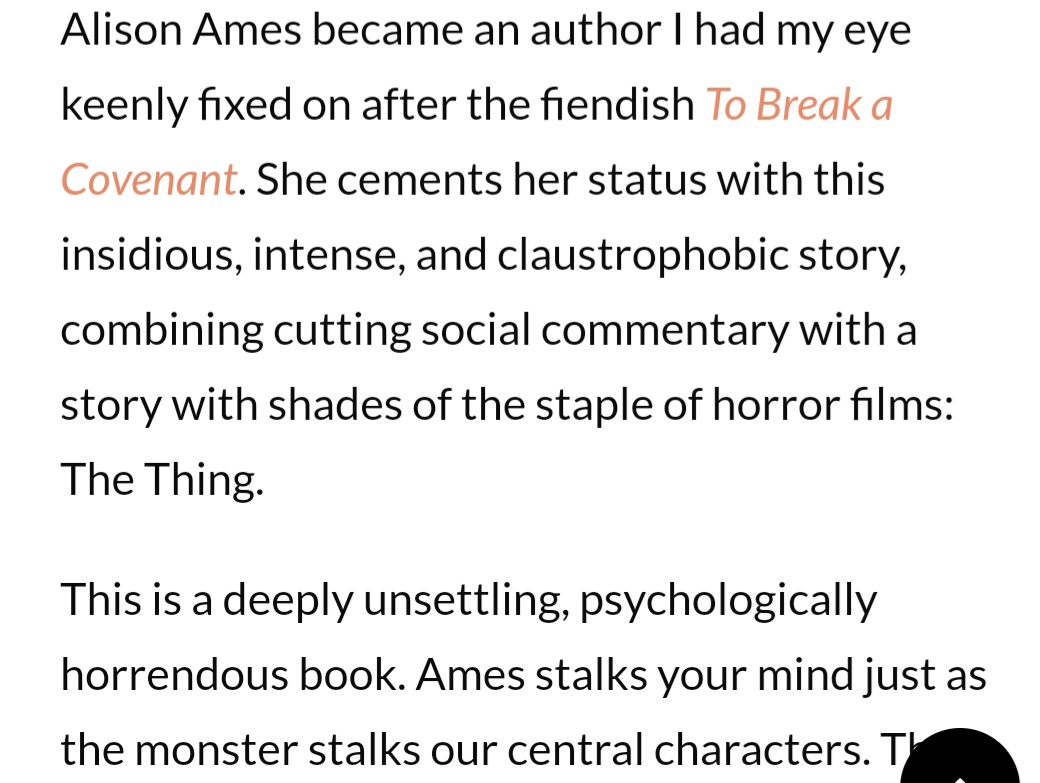 Alison Ames became an author I had my eye
keenly fixed on after the fiendish To Break a
Covenant. She cements her status with this
insidious, intense, and claustrophobic story,
combining cutting social commentary with a
story with shades of the staple of horror films:
The Thing.
This is a deeply unsettling, psychologically
horrendous book. Ames stalks your mind just as
the monster stalks our central characters.